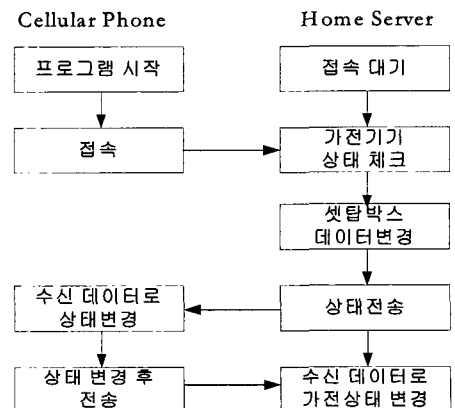 Cellular Phone
Home Server
프로그램 시작
접속 대기
접속
가전기기
상태 체크
셋탑박스
데이터변경
수신 데이터로
상태변경
상태전송
상태 변경 후
전송
수신 데이터로
가전상태 변경